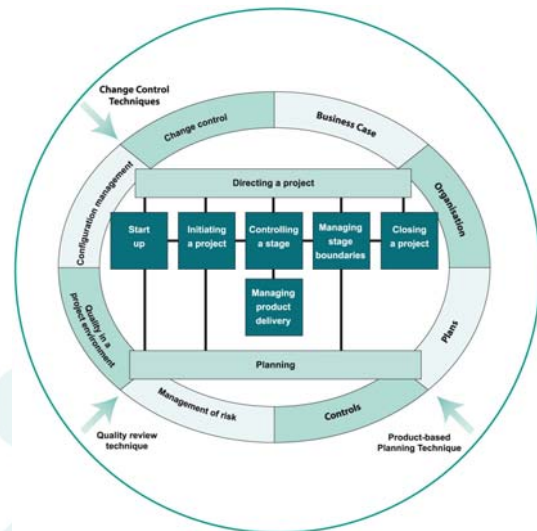 Change Control
Techniques
Change control
Business Case
Configuration management
Organisation
Directing a project
Start
up
Initiating
a project
Controlling
a stage
Managing
stage
boundaries
Closing
a project
Managing
product
delivery
Quality in a
project environment
Plans
Planning
Management of risk
Controls
Quality review
technique
Product-based
Planning Technique